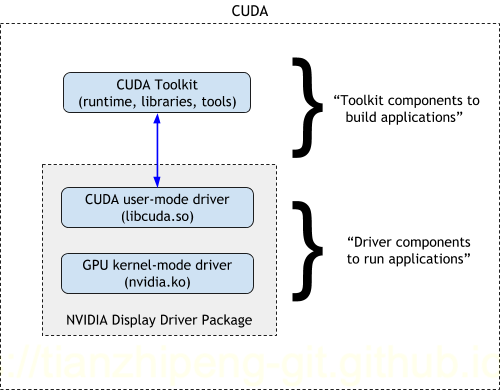 CUDA
CUDA Toolkit
(runtime, libraries, tools)
“Toolkit components to
build applications”
CUDA user-mode driver
(libcuda.so)
GPU kernel-mode driver
(nvidia.ko)
NVIDIA Display Driver Package
“Driver components
to run applications”
://tianzhipeng-git.github.io